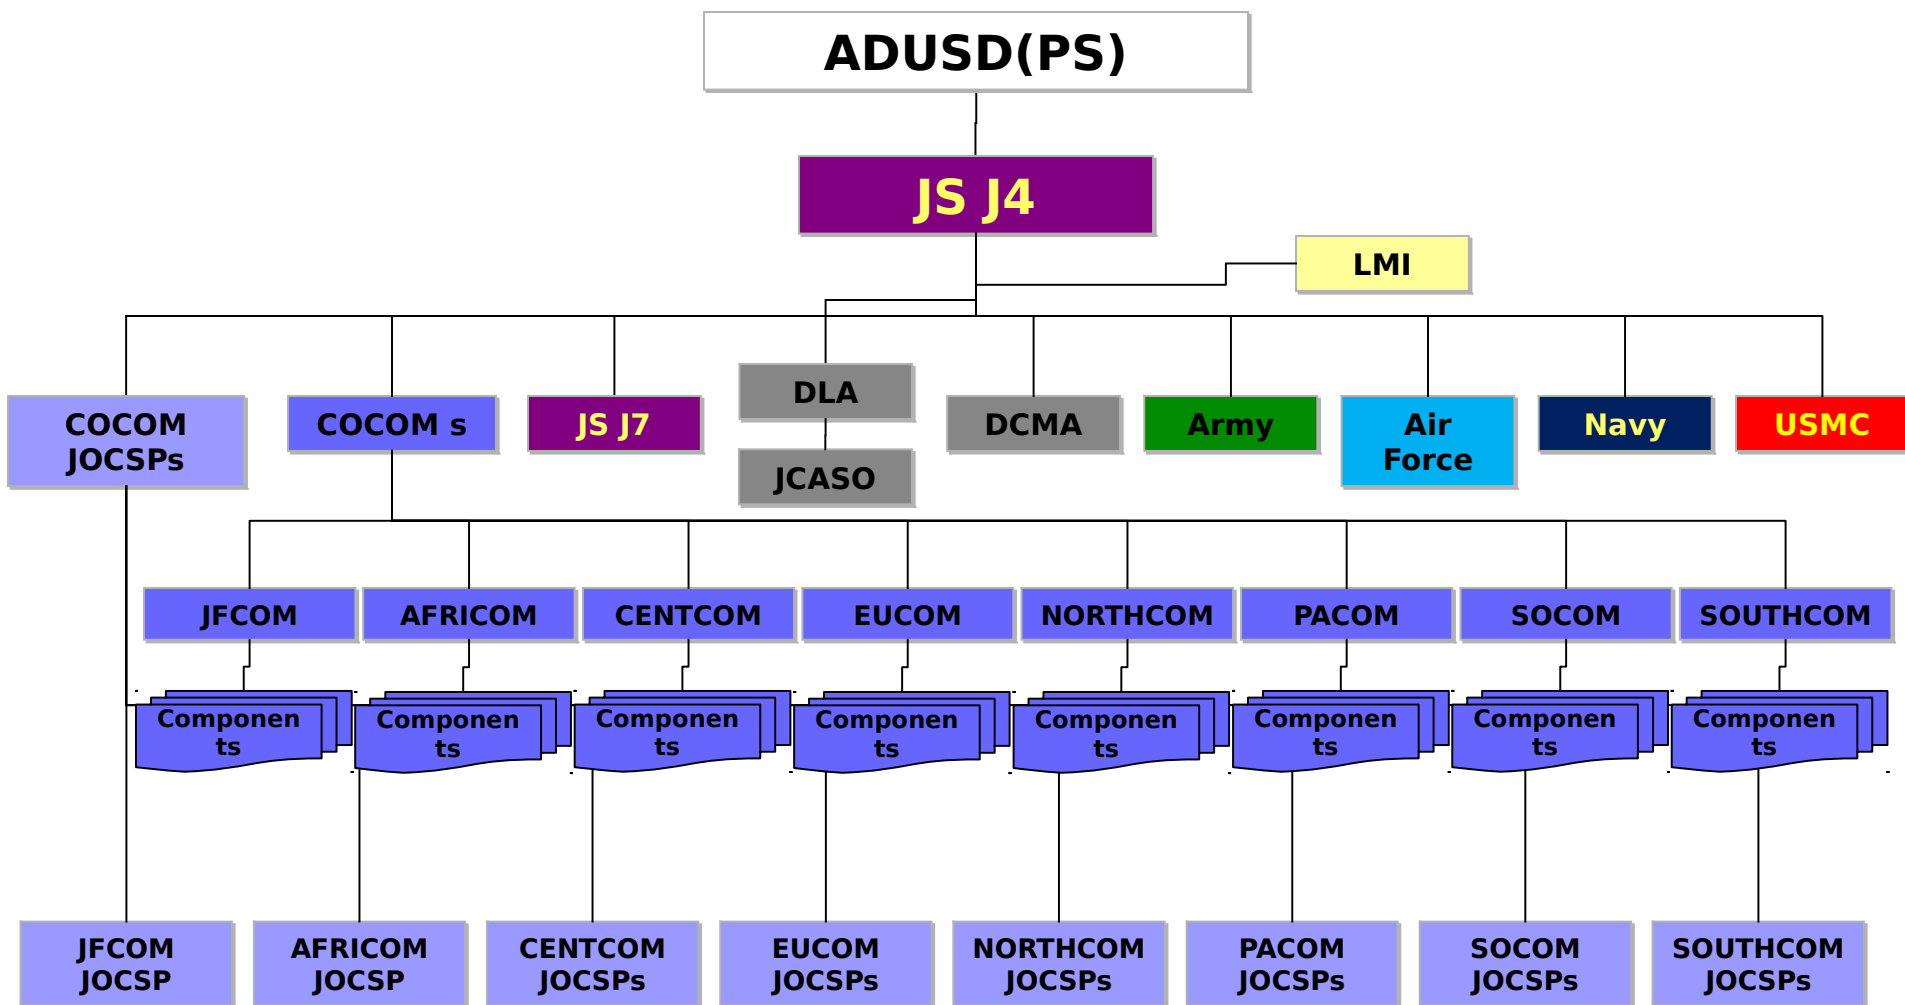 ADUSD(PS)
JS J4
LMI
COCOM
JOCSPs
COCOM s
JS J7
DLA
JCASO
DCMA
Army
Air
Force
Navy
USMC
JFCOM
AFRICOM
CENTCOM
EUCOM
NORTHCOM
PACOM
SOCOM
SOUTHCOM
Componen
ts
Componen
ts
Componen
ts
Componen
ts
Componen
ts
Componen
ts
Componen
ts
Componen
ts
JFCOM
JOCSP
AFRICOM
JOCSP
CENTCOM
JOCSPs
EUCOM
JOCSPs
NORTHCOM
JOCSPs
PACOM
JOCSPs
SOCOM
JOCSPs
SOUTHCOM
JOCSPs